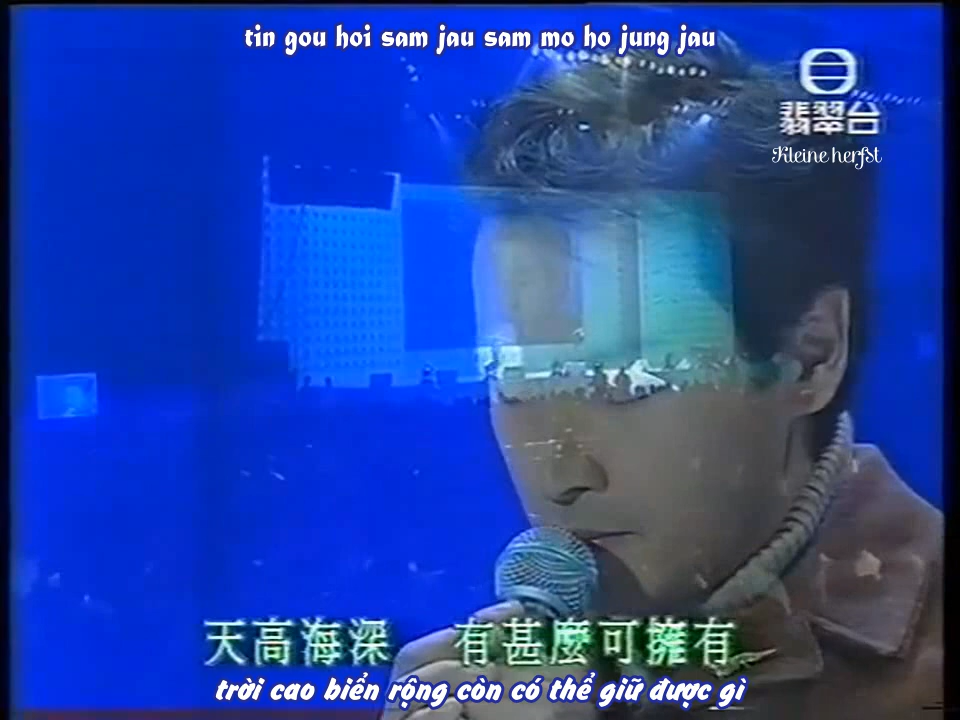 tin gou hoi sam jau sam mo ho jung jau
翡翠台
Kleine herfst
天高海深 有甚麼可擁有
trời cao biển rộng còn có thể giữ được gì